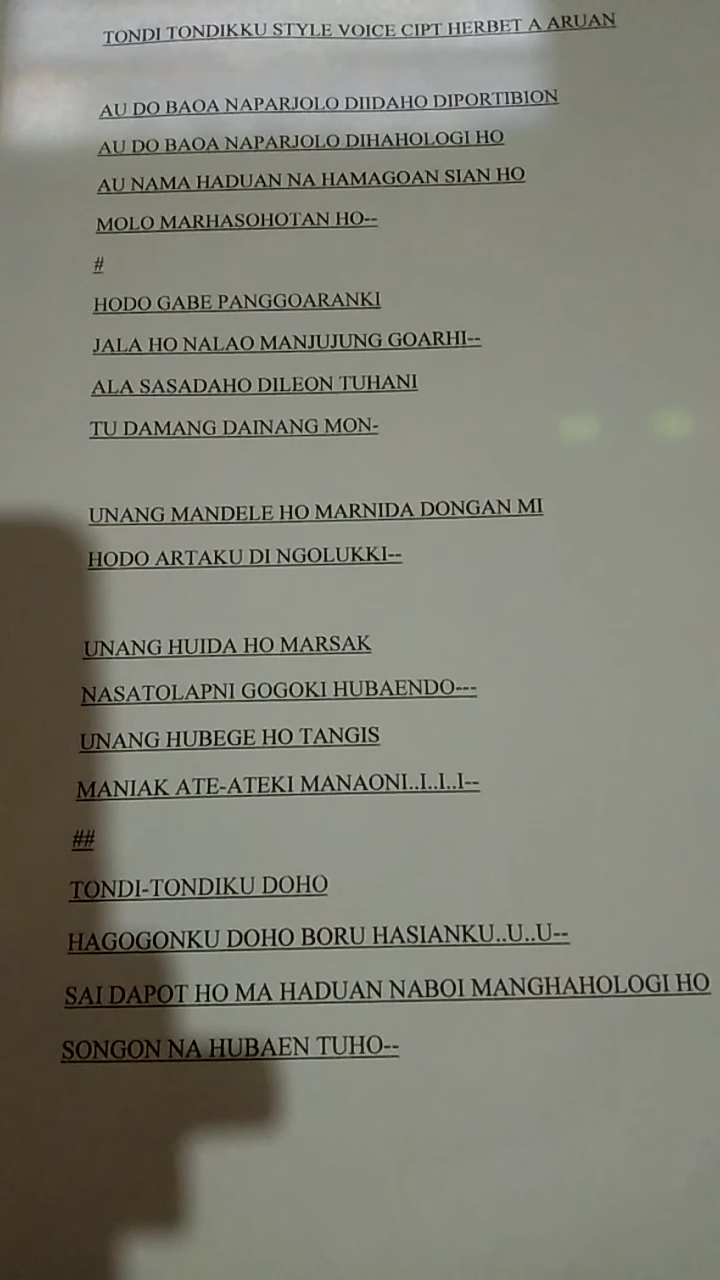 TONDI TONDIKKU STYLE VOICE CIPT HERBET A ARUAN
AU DO BAOA NAPARJOLO DIIDAHO DIPORTIBION
AU DO BAOA NAPARJOLO DIHAHOLOGI HO
AU NAMA HADUAN NA HAMAGOAN SIAN HO
MOLO MARHASOHOTAN HO--
#
HODO GABE PANGGOARANKI
JALA HO NALAO MANJUJUNG GOARHI--
ALA SASADAHO DILEON TUHANI
TU DAMANG DAINANG MON-
UNANG MANDELE HO MARNIDA DONGAN MI
HODO ARTAKU DI NGOLUKKI--
UNANG HUIDA HO MARSAK
NASATOLAPNI GOGOKI HUBAENDO---
UNANG HUBEGE HO TANGIS
MANIAK ATE-ATEKI MANAONI..I..I..I--
##
TONDI-TONDIKU DOHO
HAGOGONKU DOHO BORU HASIANKU..U..U--
SAI DAPOT HO MA HADUAN NABOI MANGHAHOLOGI HO
SONGON NA HUBAEN TUHO--